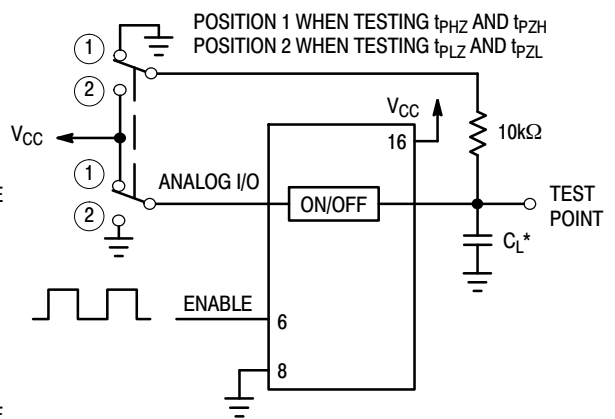 POSITION 1 WHEN TESTING tPHZ AND tPZH
POSITION 2 WHEN TESTING tPLZ AND tPZL
1
2
VCC
1
2
ANALOG I/O
ON/OFF
VCC
16
10kΩ
TEST
POINT
CL*
ENABLE
6
8
E
E